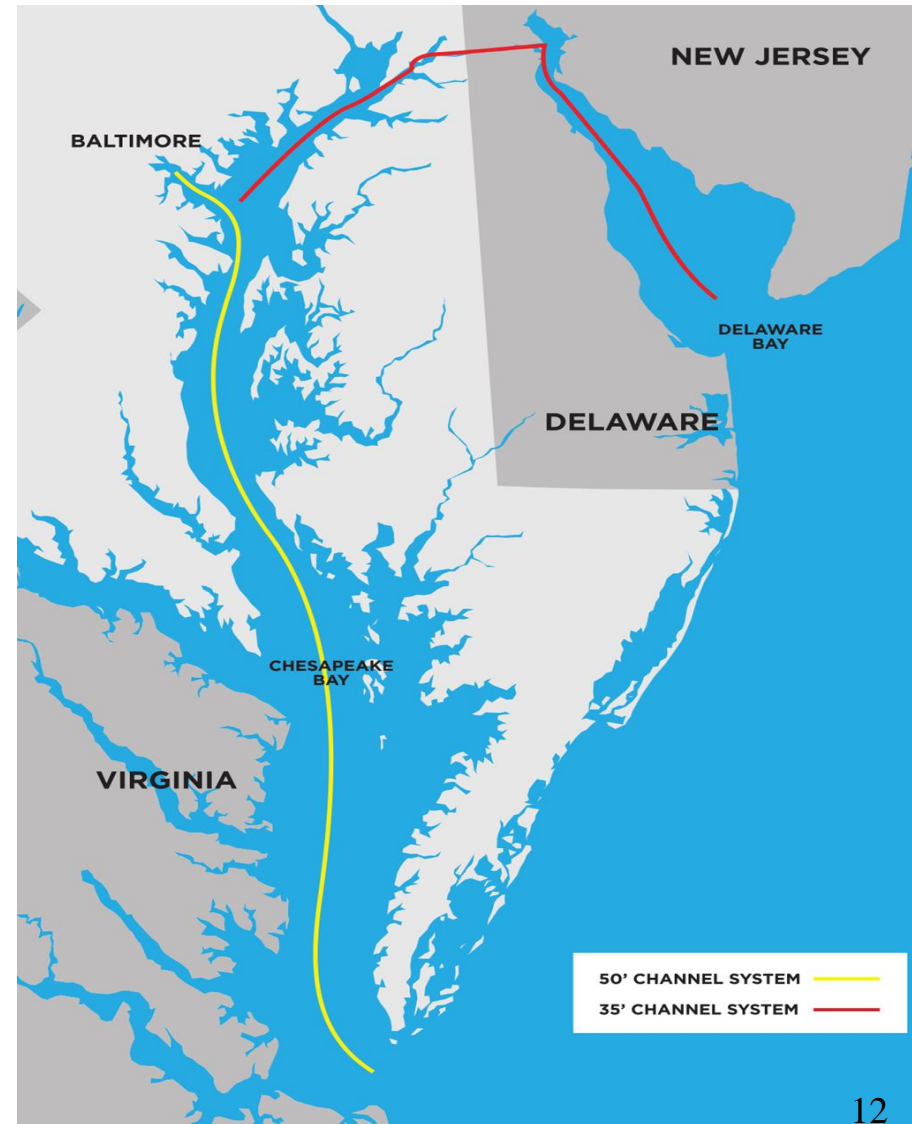 NEW JERSEY
BALTIMORE
DELAWARE
BAY
DELAWARE
CHESAPEAKE
BAY
VIRGINIA
50' CHANNEL SYSTEM
35' CHANNEL SYSTEM
12